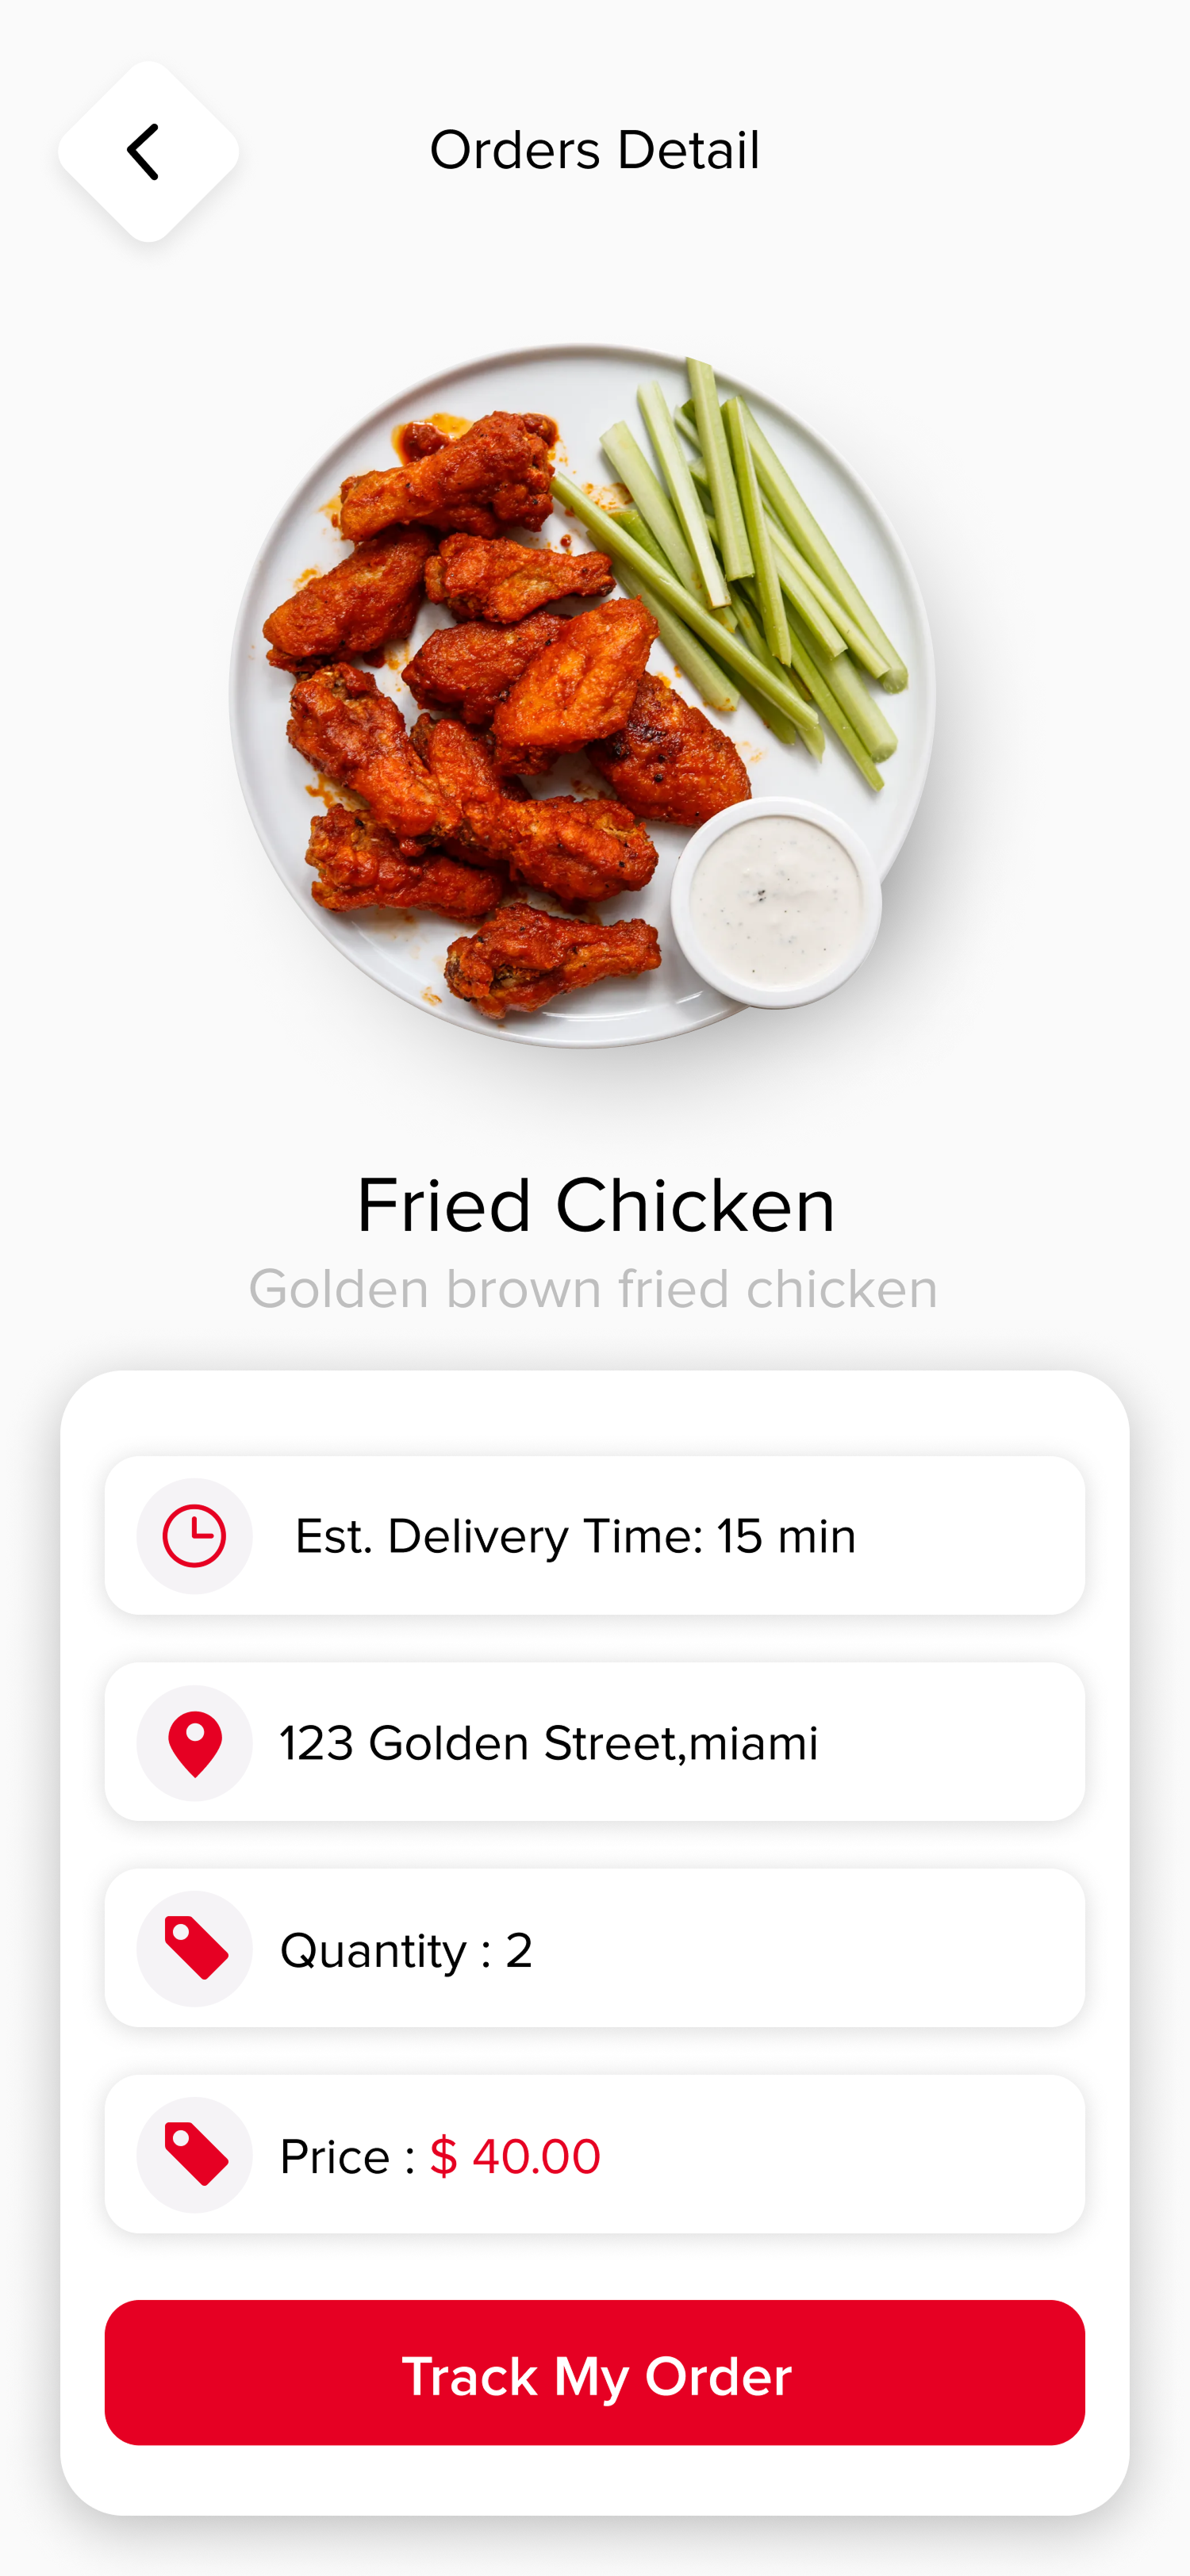 Orders Detail
Fried Chicken
Golden brown fried chicken
Est. Delivery Time: 15 min
123 Golden Street,miami
Quantity : 2
Price : $ 40.00
Track My Order